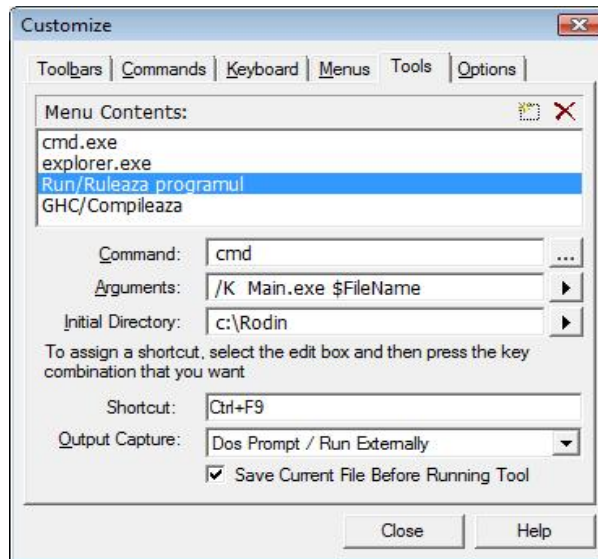 Customize
Toolbars Commands Keyboard Menus Tools Options
Menu Contents:
cmd.exe
explorer.exe
Run/Ruleaza programul
GHC/Compileaza
Command: cmd ...
Arguments: /K Main.exe $FileName
Initial Directory: c:\Rodin
To assign a shortcut, select the edit box and then press the key
combination that you want
Shortcut: Ctrl+F9
Output Capture: Dos Prompt / Run Externally
Save Current File Before Running Tool
Close Help